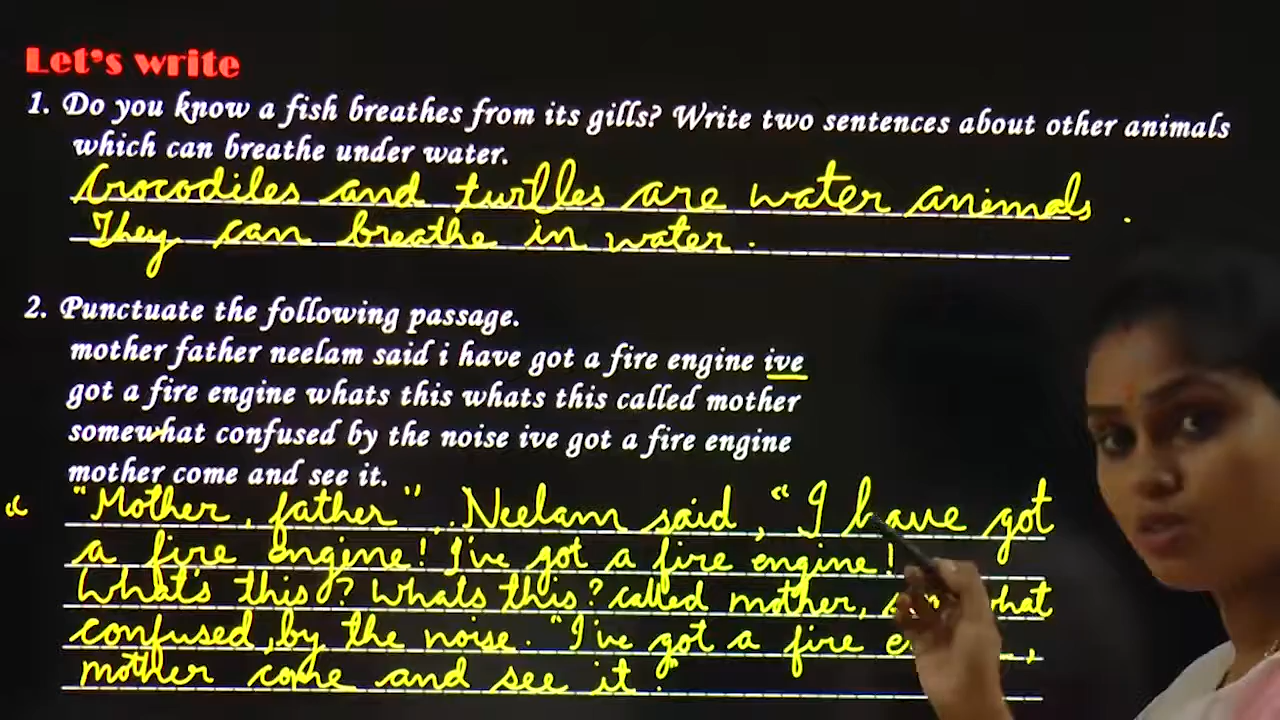 Let's write
1. Do you know a fish breathes from its gills? Write two sentences about other animals
which can breathe under water.
Crocodiles and turtles are water animals.
They can breathe in water.
2. Punctuate the following passage.
mother father neelam said i have got a fire engine ive
got a fire engine whats this whats this called mother
somewhat confused by the noise ive got a fire engine
mother come and see it.
"Mother, father", Neelam said, "I have got
a fire engine! I've got a fire engine!
What's this? Whats this? called mother,
confused, by the noise. "I've got a fire
mother come and see it."